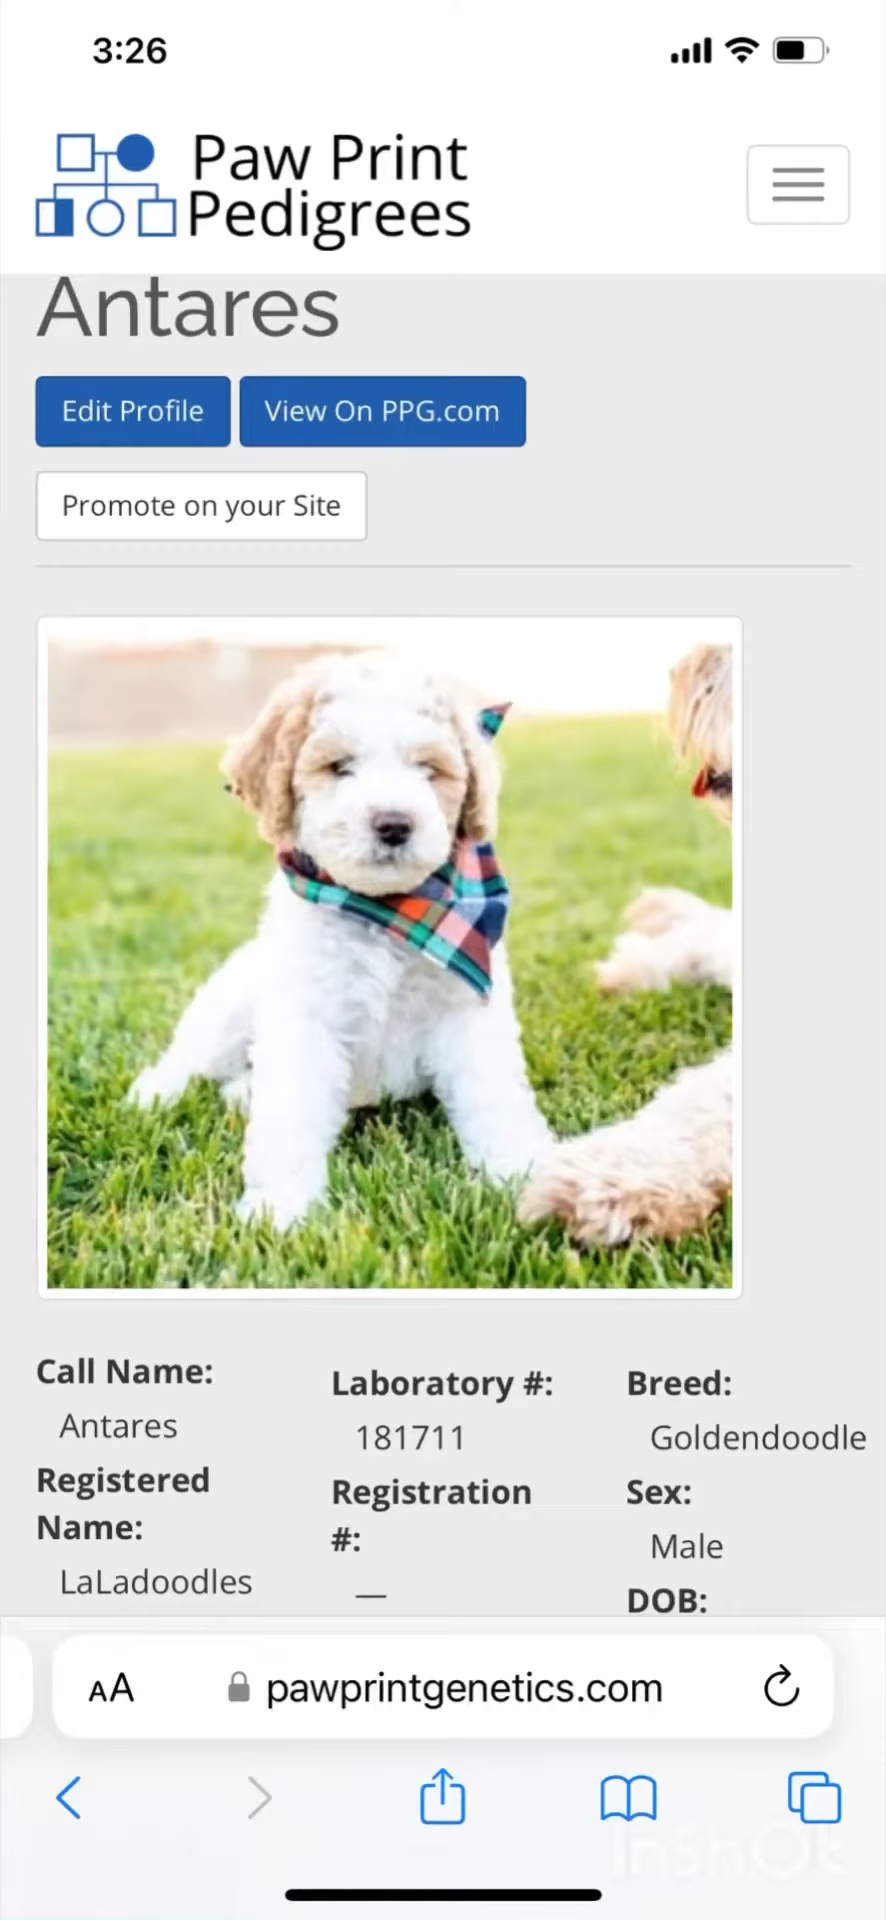 3:26
Paw Print
Pedigrees
Antares
Edit Profile
View On PPG.com
Promote on your Site
Call Name:
Antares
Registered
Name:
LaLadoodles
Laboratory #:
181711
Registration
#:
—
Breed:
Goldendoodle
Sex:
Male
DOB:
AA
pawprintgenetics.com
InShOt